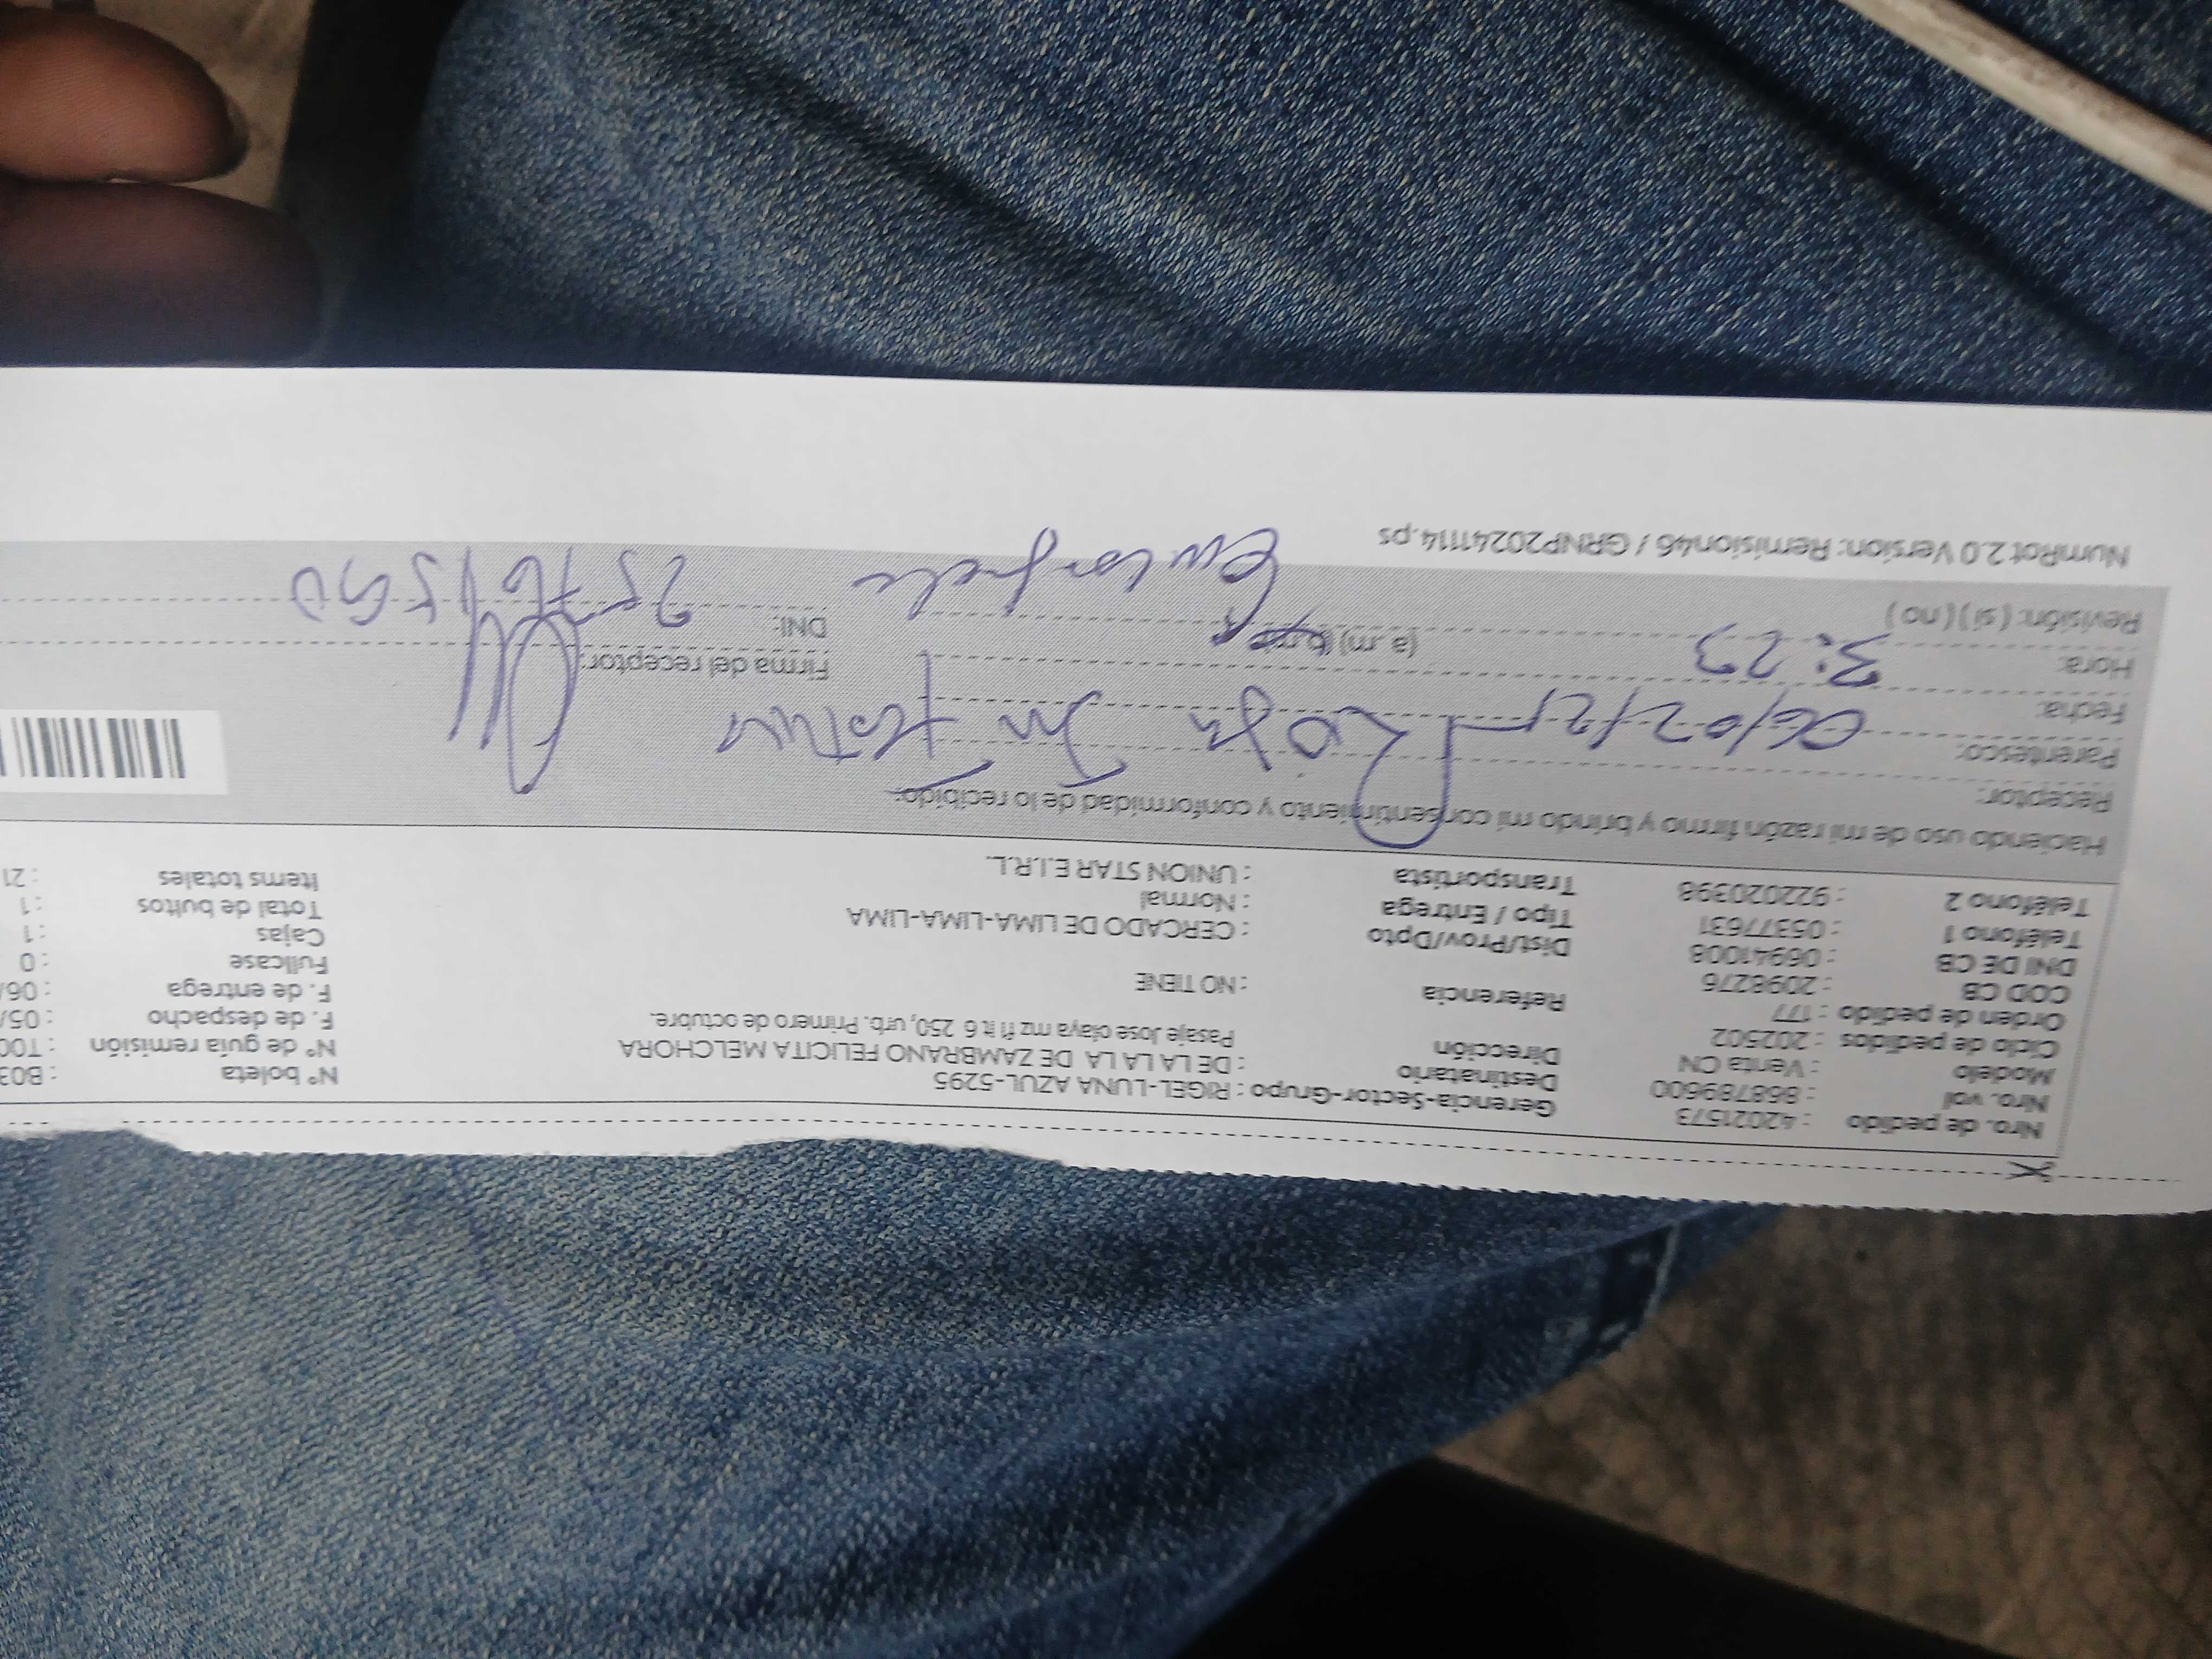 Nro. de pedido : 42021573
Nro. vol : 868789600
Modelo : Venta CN
Ciclo de pedidos : 202502
Orden de pedido : 177
COD CB : 2098276
DNI DE CB : 06941008
Teléfono 1 : 05377631
Teléfono 2 : 922020398
Gerencia-Sector-Grupo : RIGEL-LUNA AZUL-5295
Destinatario : DE LA LA LA DE ZAMBRANO FELICITA MELCHORA
Dirección Pasaje Jose olaya mz f1 lt 6 250, urb. Primero de octubre.
Referencia : NO TIENE
Dist/Prov/Dpto : CERCADO DE LIMA-LIMA-LIMA
Tipo / Entrega : Normal
Transportista : UNION STAR E.I.R.L.
N° boleta : B03
N° de guía remisión : T00
F. de despacho : 05/
F. de entrega : 06/
Fullcase : 0
Cajas : 1
Total de bultos : 1
Items totales : 21
Haciendo uso de mi razón firmo y brindo mi consentimiento y conformidad de lo recibido:
Receptor:
Parentesco:
Fecha: 06/02/25
Hora: 3:23 (a.m) (p.m)
Revisión: (si) (no)
Firma del receptor:
DNI:
NumRot 2.0 Version: Remision46 / GRNP20241114.ps